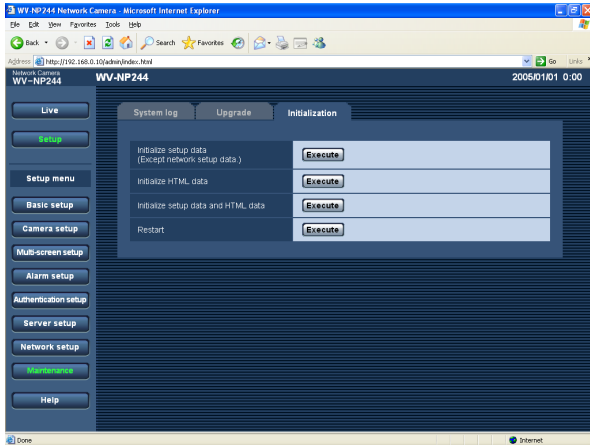 WV-NP244 Network Camera - Microsoft Internet Explorer
File Edit View Favorites Tools Help
Back Search Favorites
Address http://192.168.0.10/admin/index.html Go Links »
Network Camera
WV-NP244
WV-NP244
2005/01/01 0:00
Live
Setup
Setup menu
Basic setup
Camera setup
Multi-screen setup
Alarm setup
Authentication setup
Server setup
Network setup
Maintenance
Help
System log Upgrade Initialization
Initialize setup data
(Except network setup data.)
Execute
Initialize HTML data Execute
Initialize setup data and HTML data Execute
Restart Execute
Done Internet